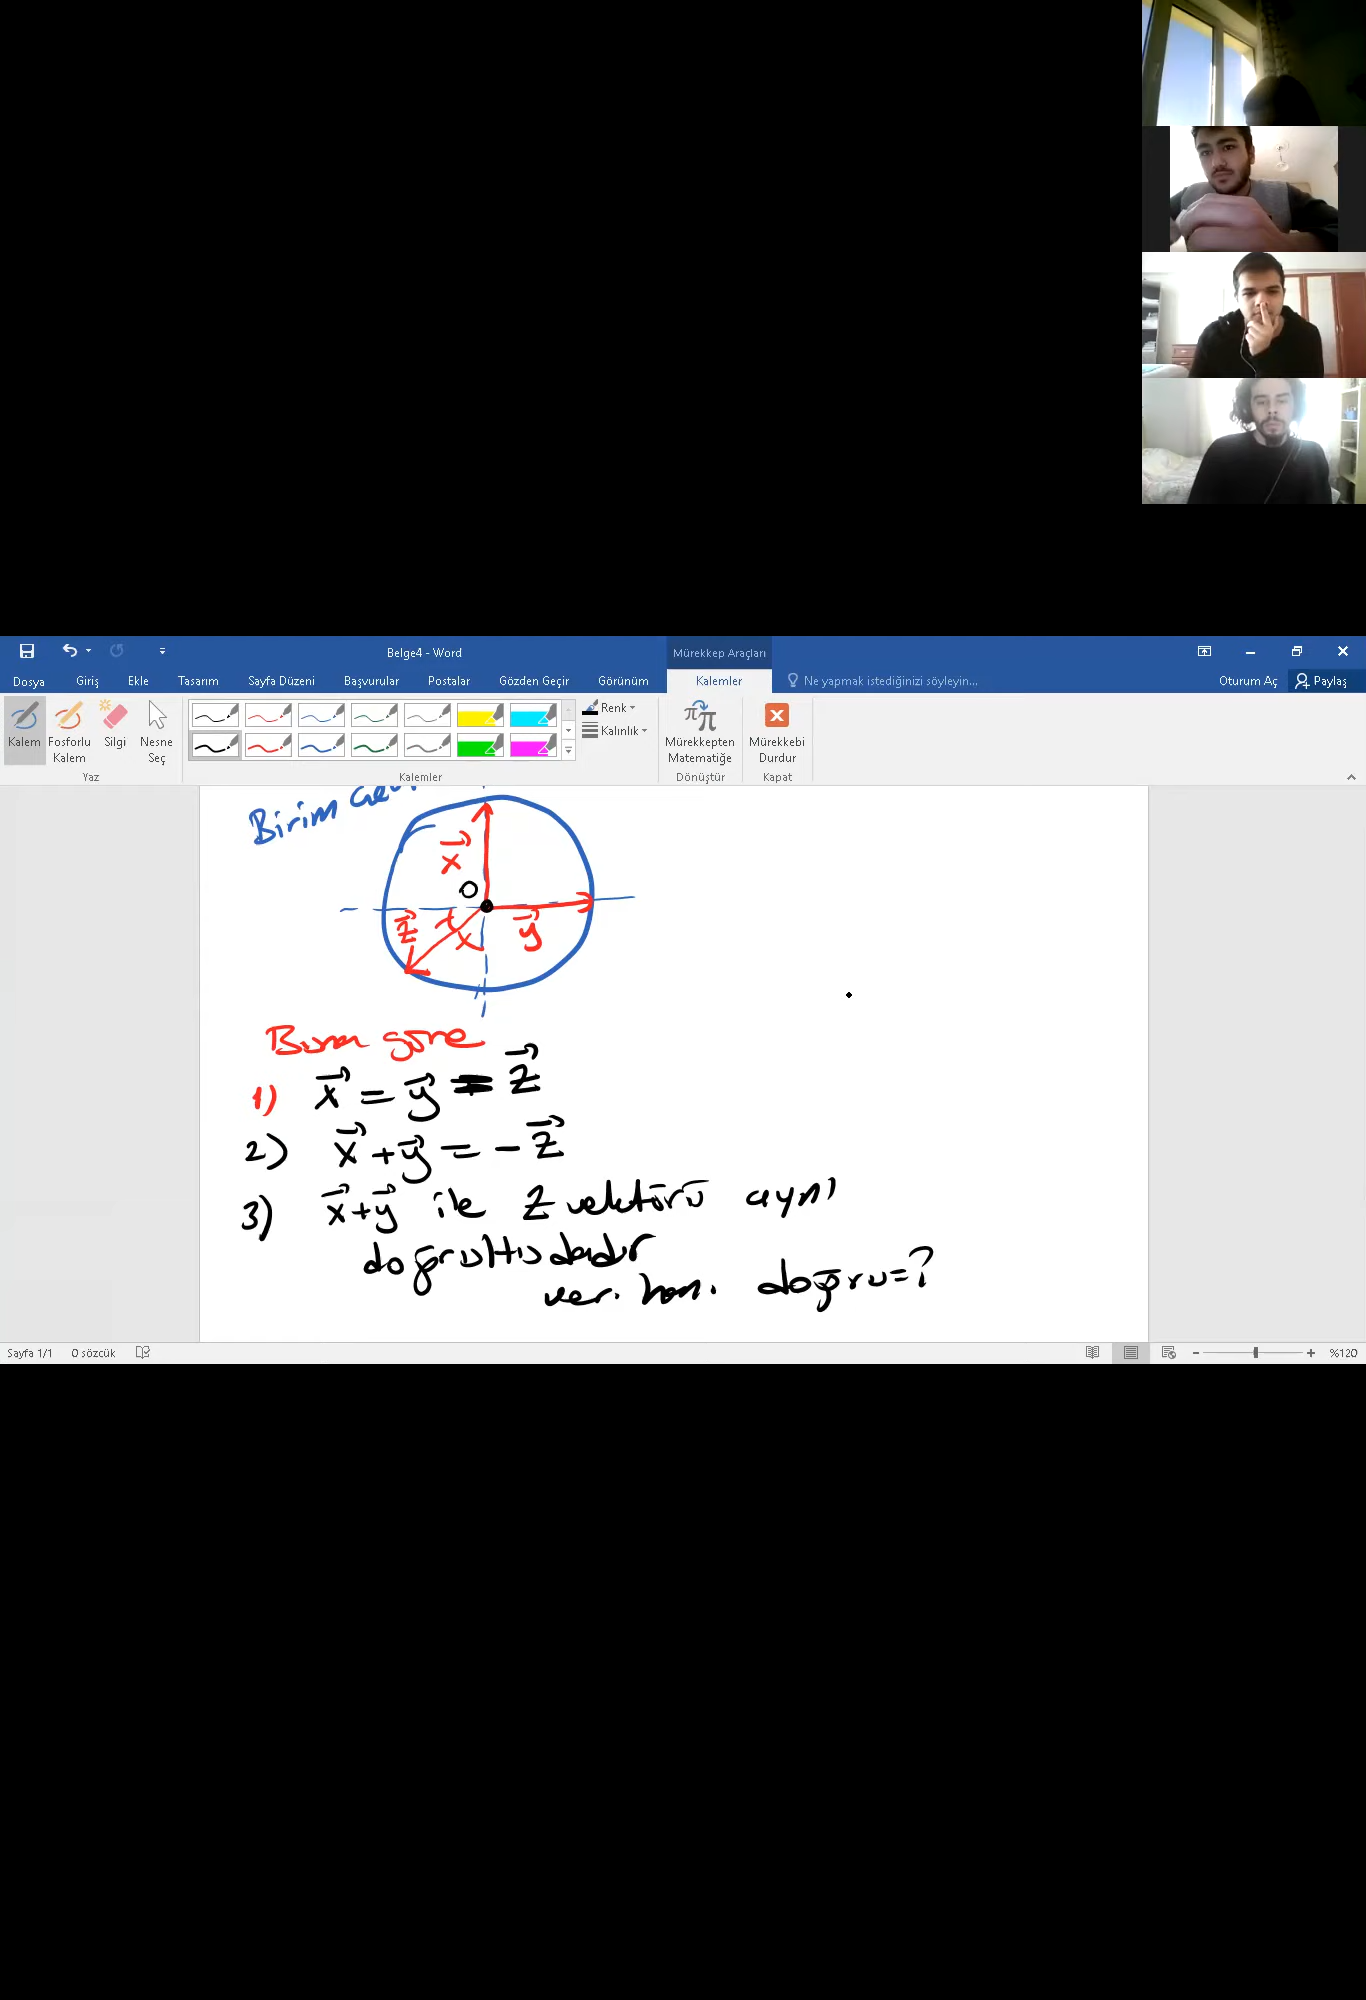 Belge4 - Word
Mürekkep Araçları
Dosya Giriş Ekle Tasarım Sayfa Düzeni Başvurular Postalar Gözden Geçir Görünüm Kalemler Ne yapmak istediğinizi söyleyin... Oturum Aç Paylaş
Kalem Fosforlu Kalem Silgi Nesne Seç
Renk
Kalınlık
Mürekkepten Matematiğe
Mürekkebi Durdur
Yaz Kalemler Dönüştür Kapat
Birim
x⃗
O
z⃗ y⃗
Buna göre
1) x⃗ = y⃗ = z⃗
2) x⃗ + y⃗ = - z⃗
3) x⃗ + y⃗ ile z vektörü aynı
doğrultudadır
doğru=?
Sayfa 1/1 0 sözcük %120